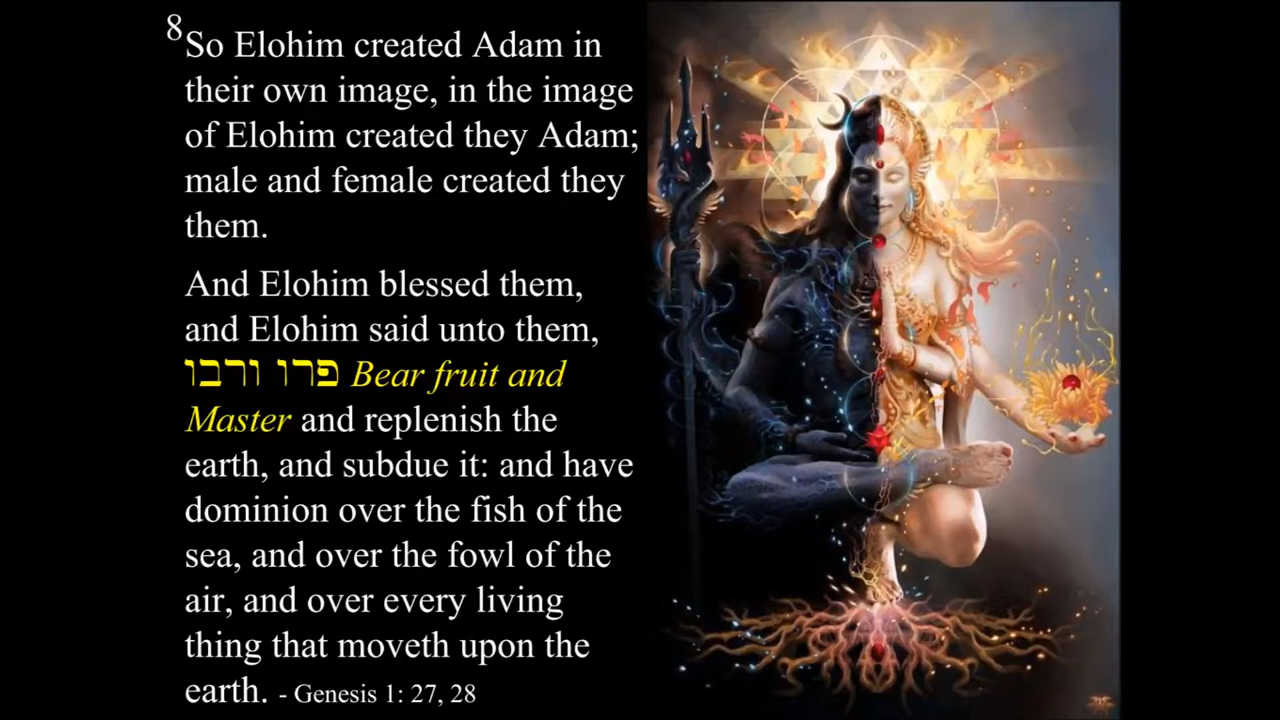 8
So Elohim created Adam in
their own image, in the image
of Elohim created they Adam;
male and female created they
them.
And Elohim blessed them,
and Elohim said unto them,
פרו ורבו Bear fruit and
Master and replenish the
earth, and subdue it: and have
dominion over the fish of the
sea, and over the fowl of the
air, and over every living
thing that moveth upon the
earth. - Genesis 1: 27, 28